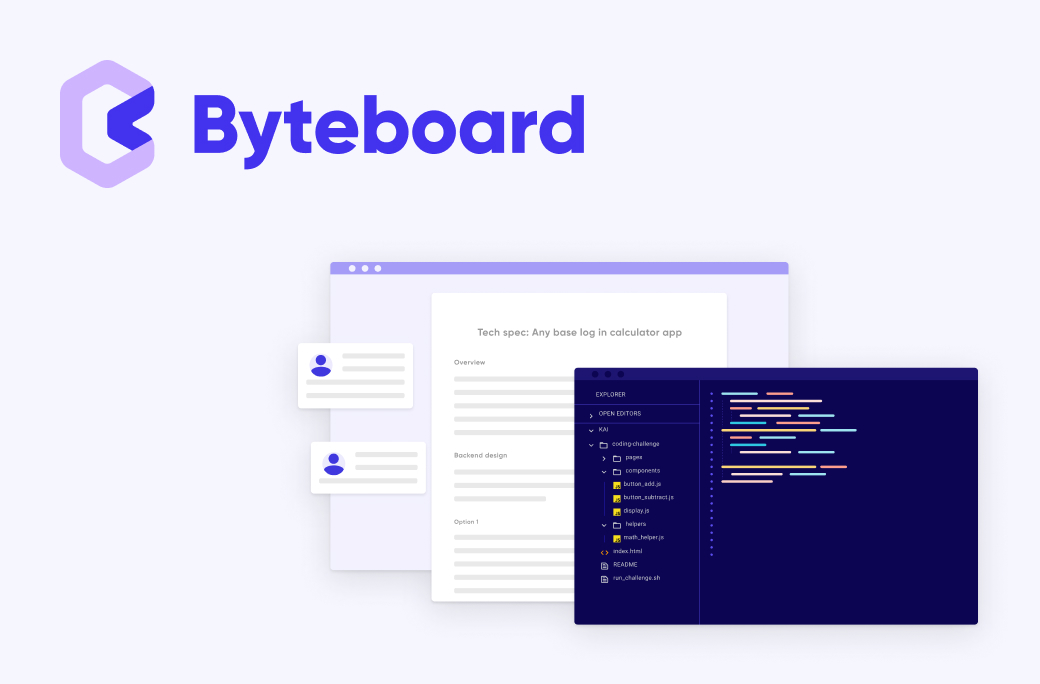 Byteboard
Tech spec: Any base log in calculator app
Overview
Backend design
Option 1
EXPLORER
OPEN EDITORS
KAI
coding-challenge
pages
components
button_add.js
button_subtract.js
display.js
helpers
math_helper.js
index.html
README
run_challenge.sh